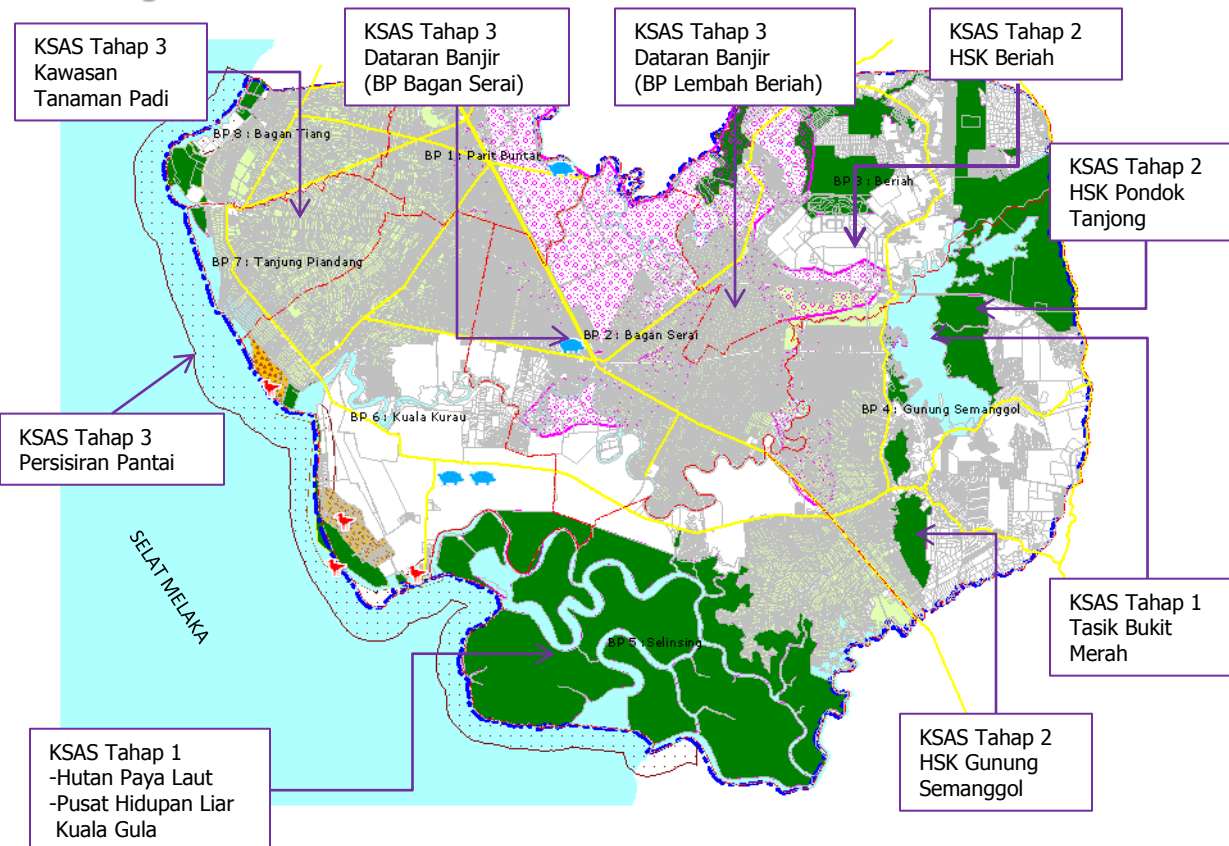 KSAS Tahap 3
Kawasan
Tanaman Padi
KSAS Tahap 3
Dataran Banjir
(BP Bagan Serai)
KSAS Tahap 3
Dataran Banjir
(BP Lembah Beriah)
KSAS Tahap 2
HSK Beriah
KSAS Tahap 2
HSK Pondok
Tanjong
BP 8 : Bagan Tiang
BP 1 : Parit Buntar
BP 3 : Beriah
BP 7 : Tanjung Piandang
BP 2 : Bagan Serai
BP 6 : Kuala Kurau
BP 4 : Gunung Semanggol
KSAS Tahap 3
Persisiran Pantai
SELAT MELAKA
BP 5 : Selinsing
KSAS Tahap 1
Tasik Bukit
Merah
KSAS Tahap 2
HSK Gunung
Semanggol
KSAS Tahap 1
-Hutan Paya Laut
-Pusat Hidupan Liar
Kuala Gula